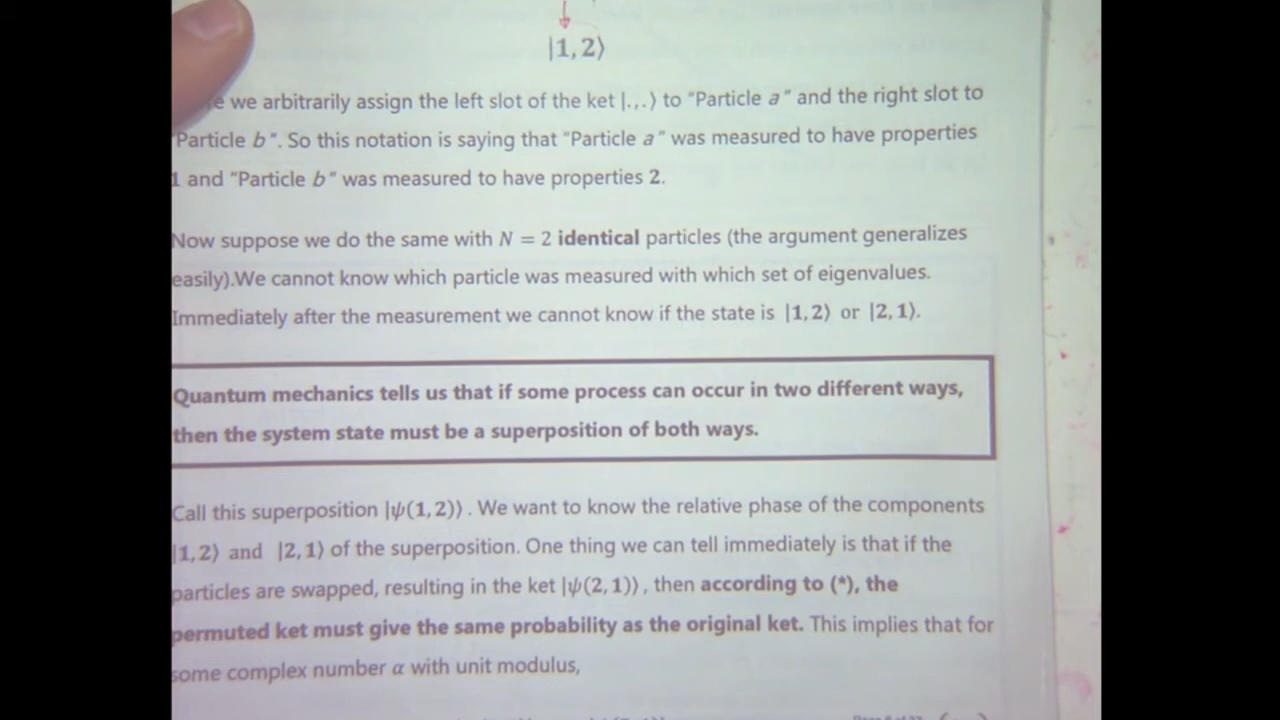 |1, 2⟩
we arbitrarily assign the left slot of the ket |.,.⟩ to "Particle a" and the right slot to
"Particle b". So this notation is saying that "Particle a" was measured to have properties
1 and "Particle b" was measured to have properties 2.
Now suppose we do the same with N = 2 identical particles (the argument generalizes
easily).We cannot know which particle was measured with which set of eigenvalues.
Immediately after the measurement we cannot know if the state is |1, 2⟩ or |2, 1⟩.
Quantum mechanics tells us that if some process can occur in two different ways,
then the system state must be a superposition of both ways.
Call this superposition |ψ(1, 2)⟩. We want to know the relative phase of the components
|1, 2⟩ and |2, 1⟩ of the superposition. One thing we can tell immediately is that if the
particles are swapped, resulting in the ket |ψ(2, 1)⟩, then according to (*), the
permuted ket must give the same probability as the original ket. This implies that for
some complex number α with unit modulus,